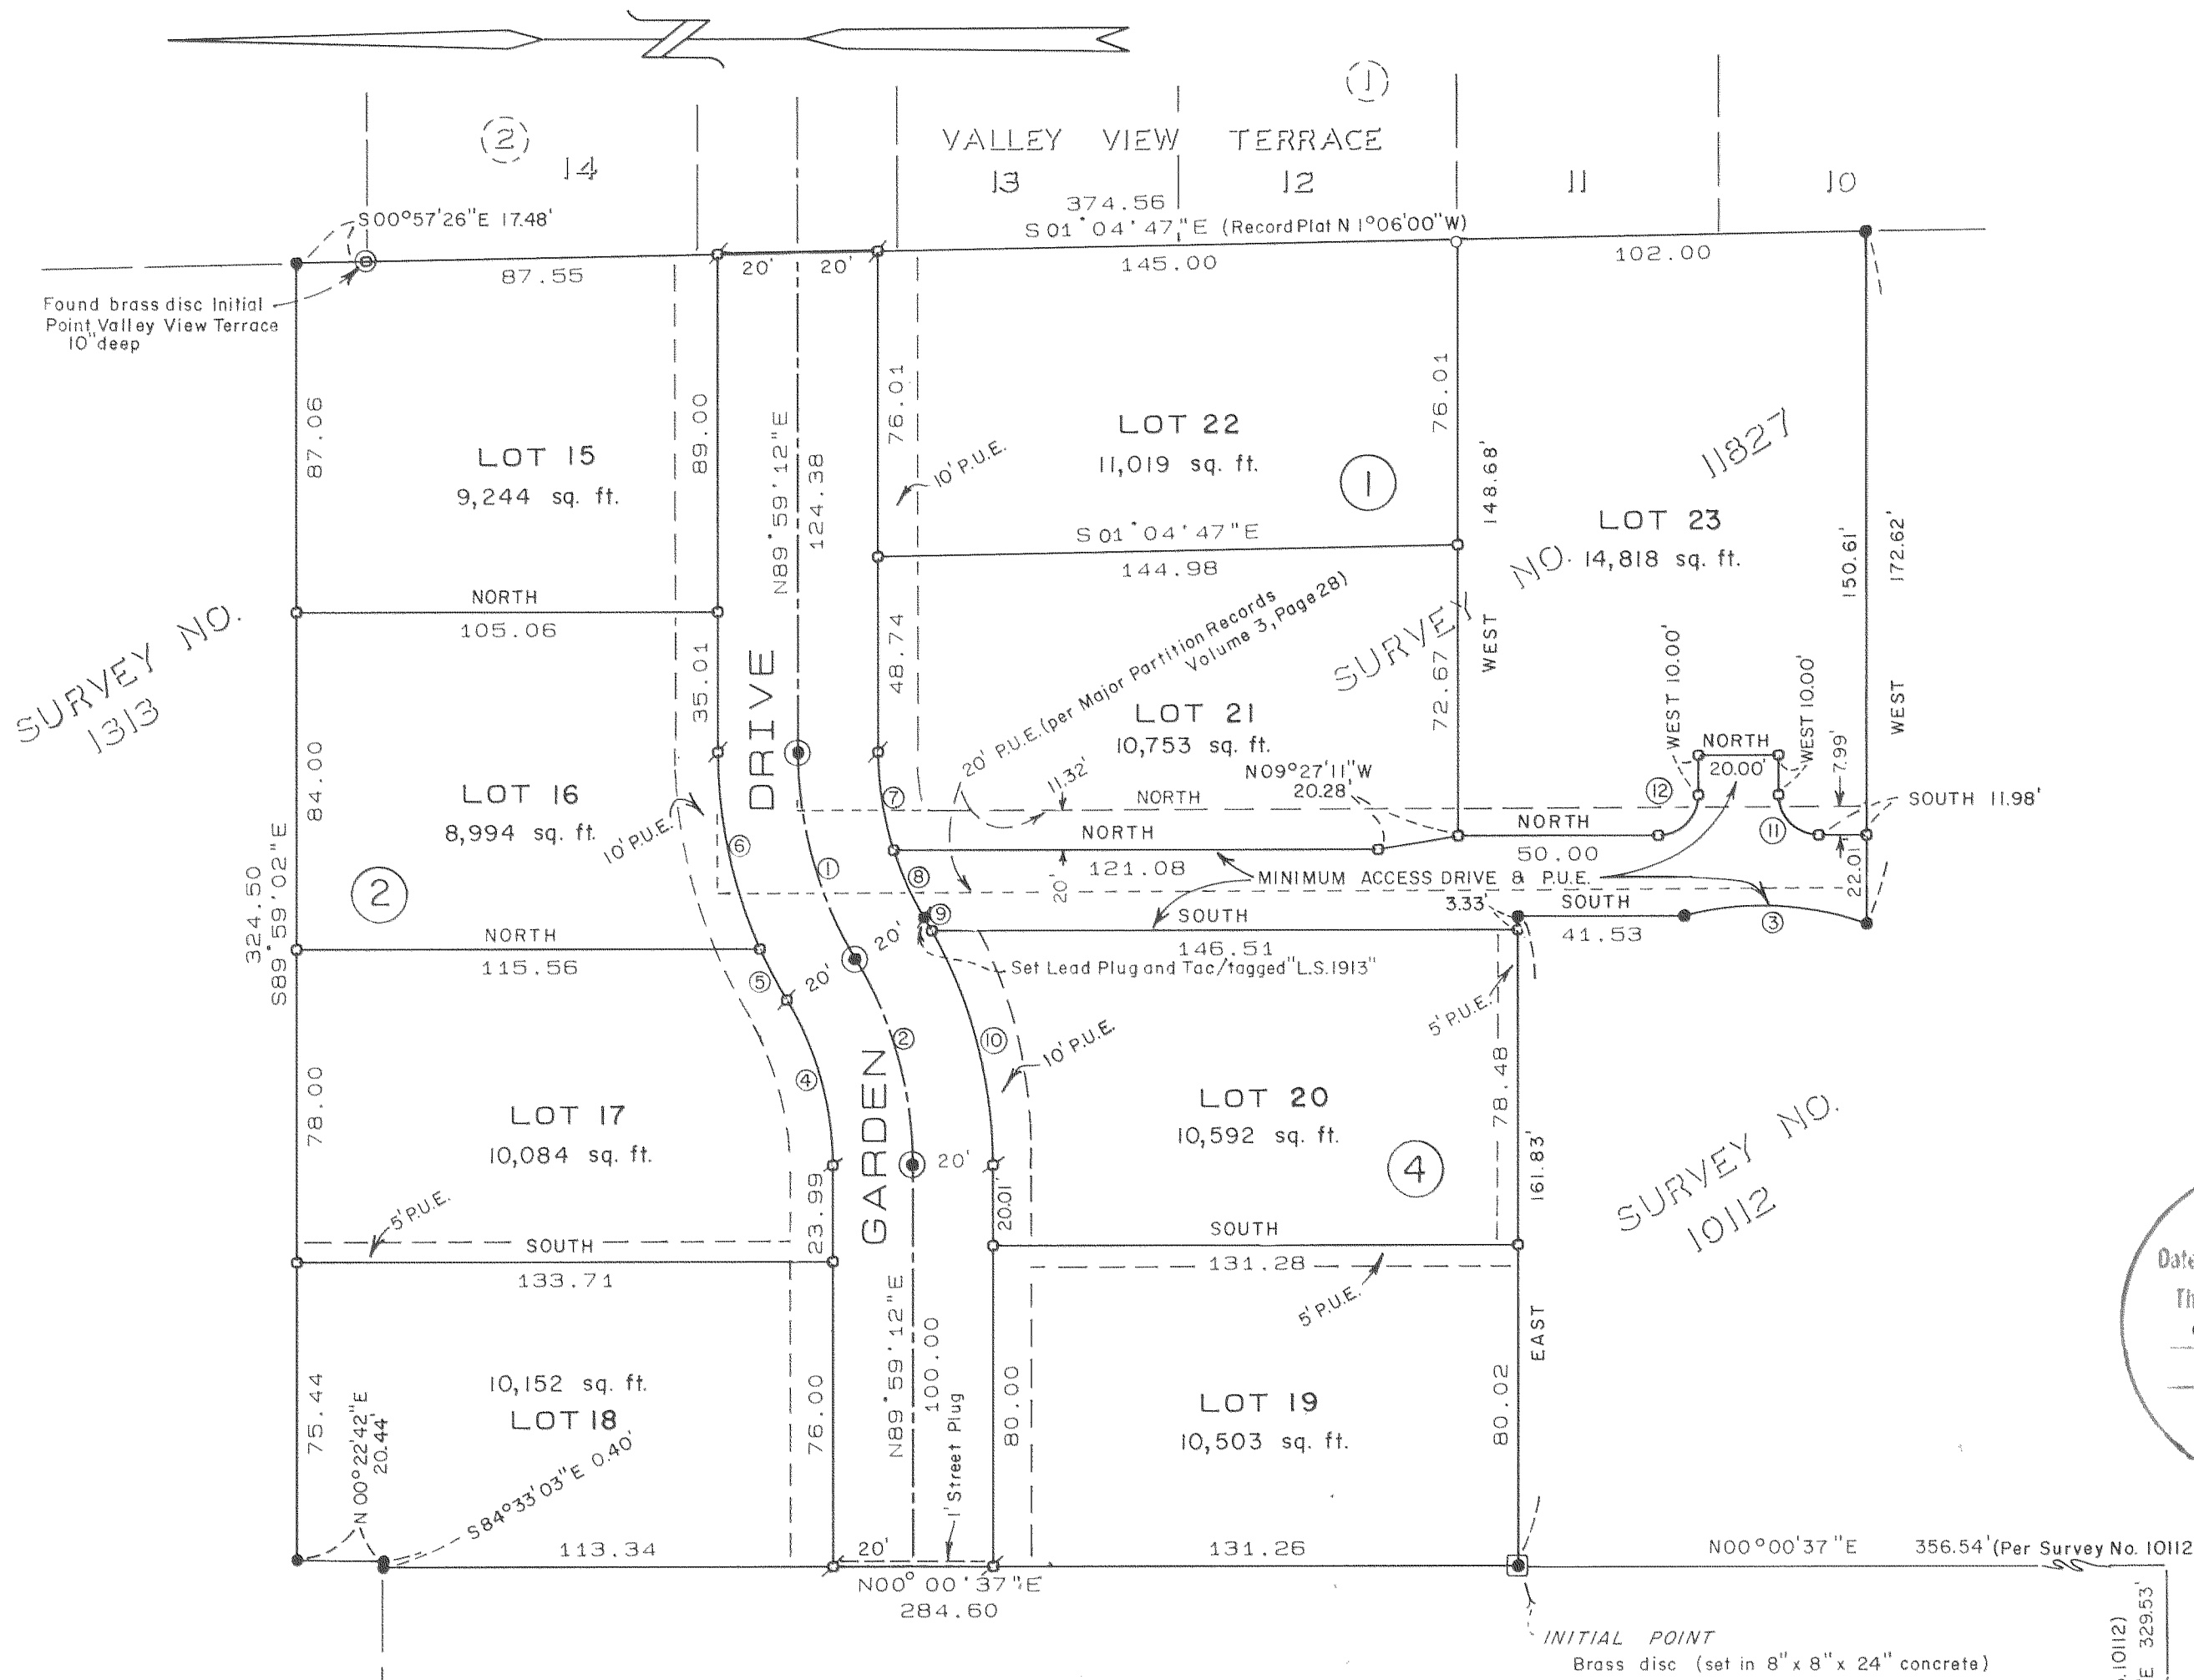 VALLEY VIEW TERRACE
2
1
14
13
12
11
10
374.56
S 01°04'47"E (Record Plat N 1°06'00"W)
S 00°57'26"E 17.48'
87.55
20'
20'
145.00
102.00
Found brass disc Initial
Point Valley View Terrace
10" deep
87.06
LOT 15
9,244 sq. ft.
89.00
N89°59'12"E
124.38
76.01
10' P.U.E.
LOT 22
11,019 sq. ft.
1
76.01
148.68'
WEST
11827
LOT 23
14,818 sq. ft.
SURVEY NO.
150.61'
172.62'
WEST
S 01°04'47"E
144.98
NORTH
105.06
SURVEY NO.
1313
35.01
DRIVE
48.74
20' P.U.E. (per Major Partition Records
Volume 3, Page 28)
LOT 21
10,753 sq. ft.
72.67
N09°27'11"W
20.28'
11.32'
NORTH
WEST 10.00'
NORTH
20.00'
WEST 10.00'
7.99'
SOUTH 11.98'
12
11
84.00
LOT 16
8,994 sq. ft.
10' P.U.E.
6
1
7
8
9
NORTH
121.08
20'
NORTH
50.00
22.01
MINIMUM ACCESS DRIVE & P.U.E.
2
324.50
S89°59'02"E
NORTH
115.56
5
20'
20'
SOUTH
146.51
3.33'
SOUTH
41.53
3
Set Lead Plug and Tac/tagged "L.S.1913"
5' P.U.E.
78.00
LOT 17
10,084 sq. ft.
4
GARDEN
2
10
10' P.U.E.
LOT 20
10,592 sq. ft.
4
78.48
161.83'
EAST
SURVEY NO.
10112
5' P.U.E.
SOUTH
133.71
23.99
20'
20.01'
SOUTH
131.28
5' P.U.E.
75.44
N 00°22'42"E
20.44'
10,152 sq. ft.
LOT 18
S84°33'03"E 0.40'
76.00
N89°59'12"E
100.00
1' Street Plug
80.00
LOT 19
10,503 sq. ft.
80.02
113.34
20'
131.26
N00°00'37"E
284.60
N00°00'37"E 356.54' (Per Survey No. 10112
INITIAL POINT
Brass disc (set in 8" x 8" x 24" concrete)
.10112)
E 329.53'